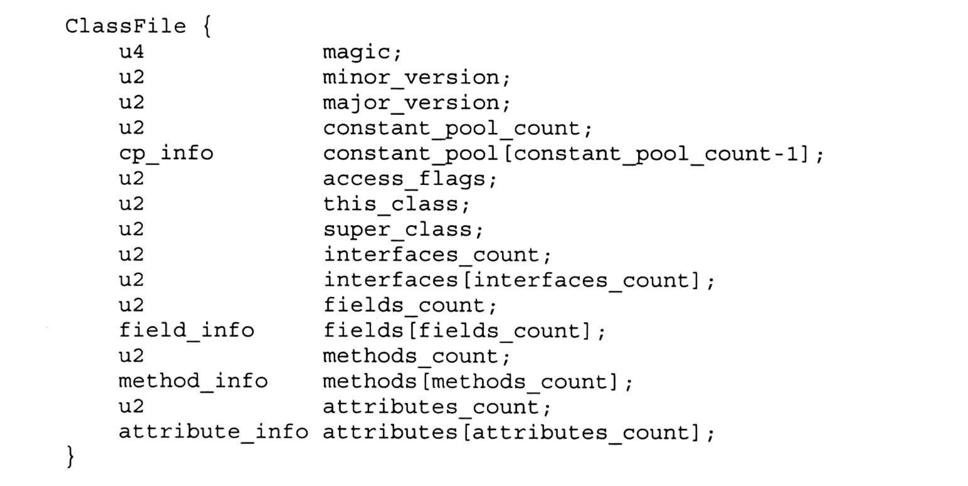 ClassFile {
u4 magic;
u2 minor_version;
u2 major_version;
u2 constant_pool_count;
cp_info constant_pool[constant_pool_count-1];
u2 access_flags;
u2 this_class;
u2 super_class;
u2 interfaces_count;
u2 interfaces[interfaces_count];
u2 fields_count;
field_info fields[fields_count];
u2 methods_count;
method_info methods[methods_count];
u2 attributes_count;
attribute_info attributes[attributes_count];
}